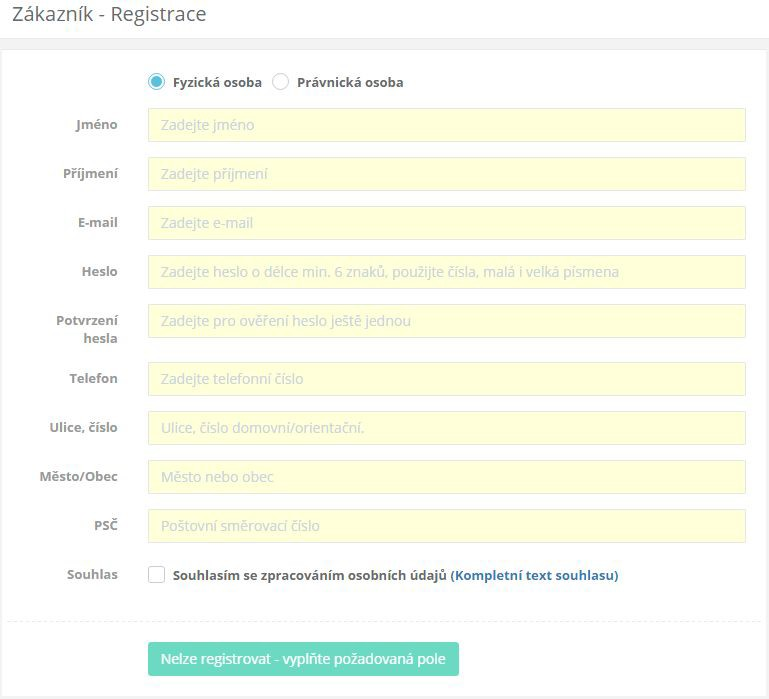 Zákazník - Registrace
Fyzická osoba Právnická osoba
Jméno Zadejte jméno
Příjmení Zadejte příjmení
E-mail Zadejte e-mail
Heslo Zadejte heslo o délce min. 6 znaků, použijte čísla, malá i velká písmena
Potvrzení Zadejte pro ověření heslo ještě jednou
hesla
Telefon Zadejte telefonní číslo
Ulice, číslo Ulice, číslo domovní/orientační.
Město/Obec Město nebo obec
PSČ Poštovní směrovací číslo
Souhlas Souhlasím se zpracováním osobních údajů (Kompletní text souhlasu)
Nelze registrovat - vyplňte požadovaná pole